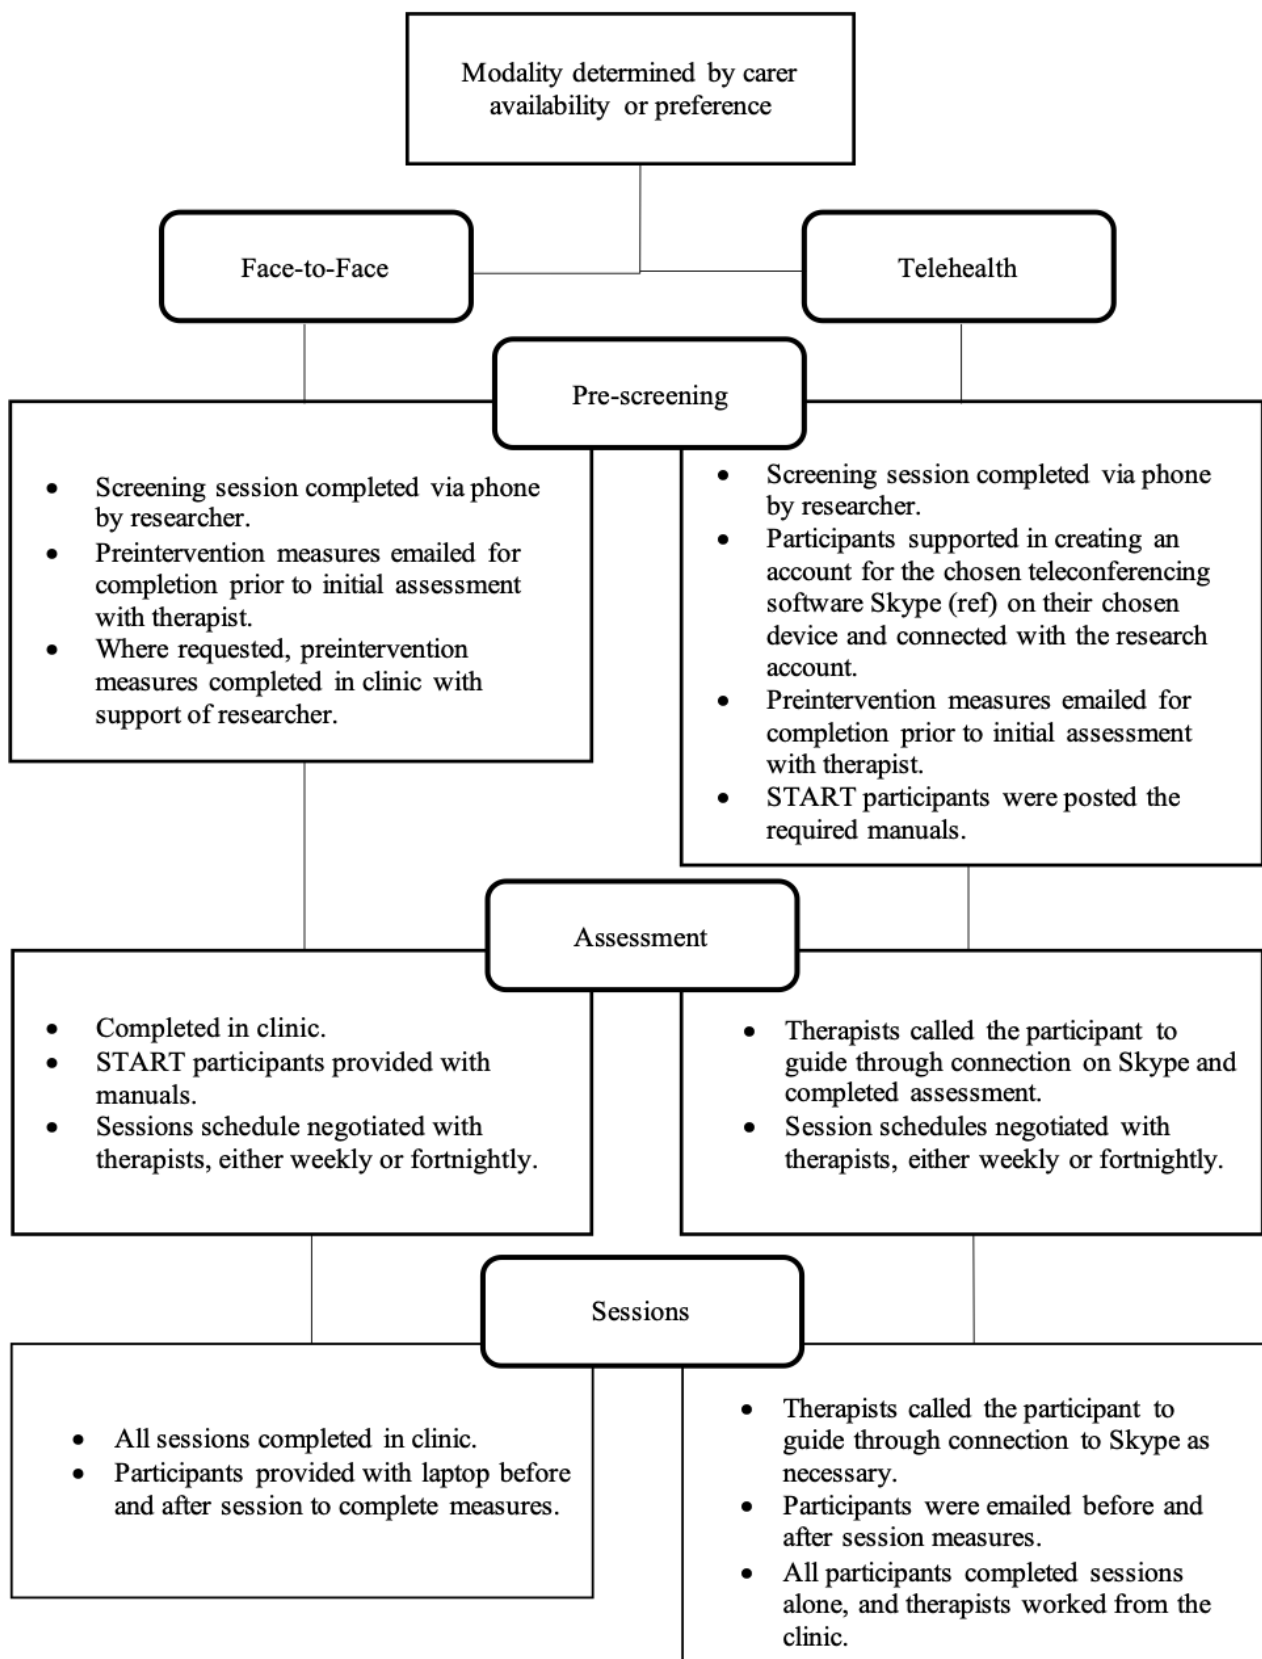 Modality determined by carer
availability or preference
Face-to-Face
Telehealth
Pre-screening
• Screening session completed via phone
by researcher.
• Preintervention measures emailed for
completion prior to initial assessment
with therapist.
• Where requested, preintervention
measures completed in clinic with
support of researcher.
• Screening session completed via phone
by researcher.
• Participants supported in creating an
account for the chosen teleconferencing
software Skype (ref) on their chosen
device and connected with the research
account.
• Preintervention measures emailed for
completion prior to initial assessment
with therapist.
• START participants were posted the
required manuals.
Assessment
• Completed in clinic.
• START participants provided with
manuals.
• Sessions schedule negotiated with
therapists, either weekly or fortnightly.
• Therapists called the participant to
guide through connection on Skype and
completed assessment.
• Session schedules negotiated with
therapists, either weekly or fortnightly.
Sessions
• All sessions completed in clinic.
• Participants provided with laptop before
and after session to complete measures.
• Therapists called the participant to
guide through connection to Skype as
necessary.
• Participants were emailed before and
after session measures.
• All participants completed sessions
alone, and therapists worked from the
clinic.